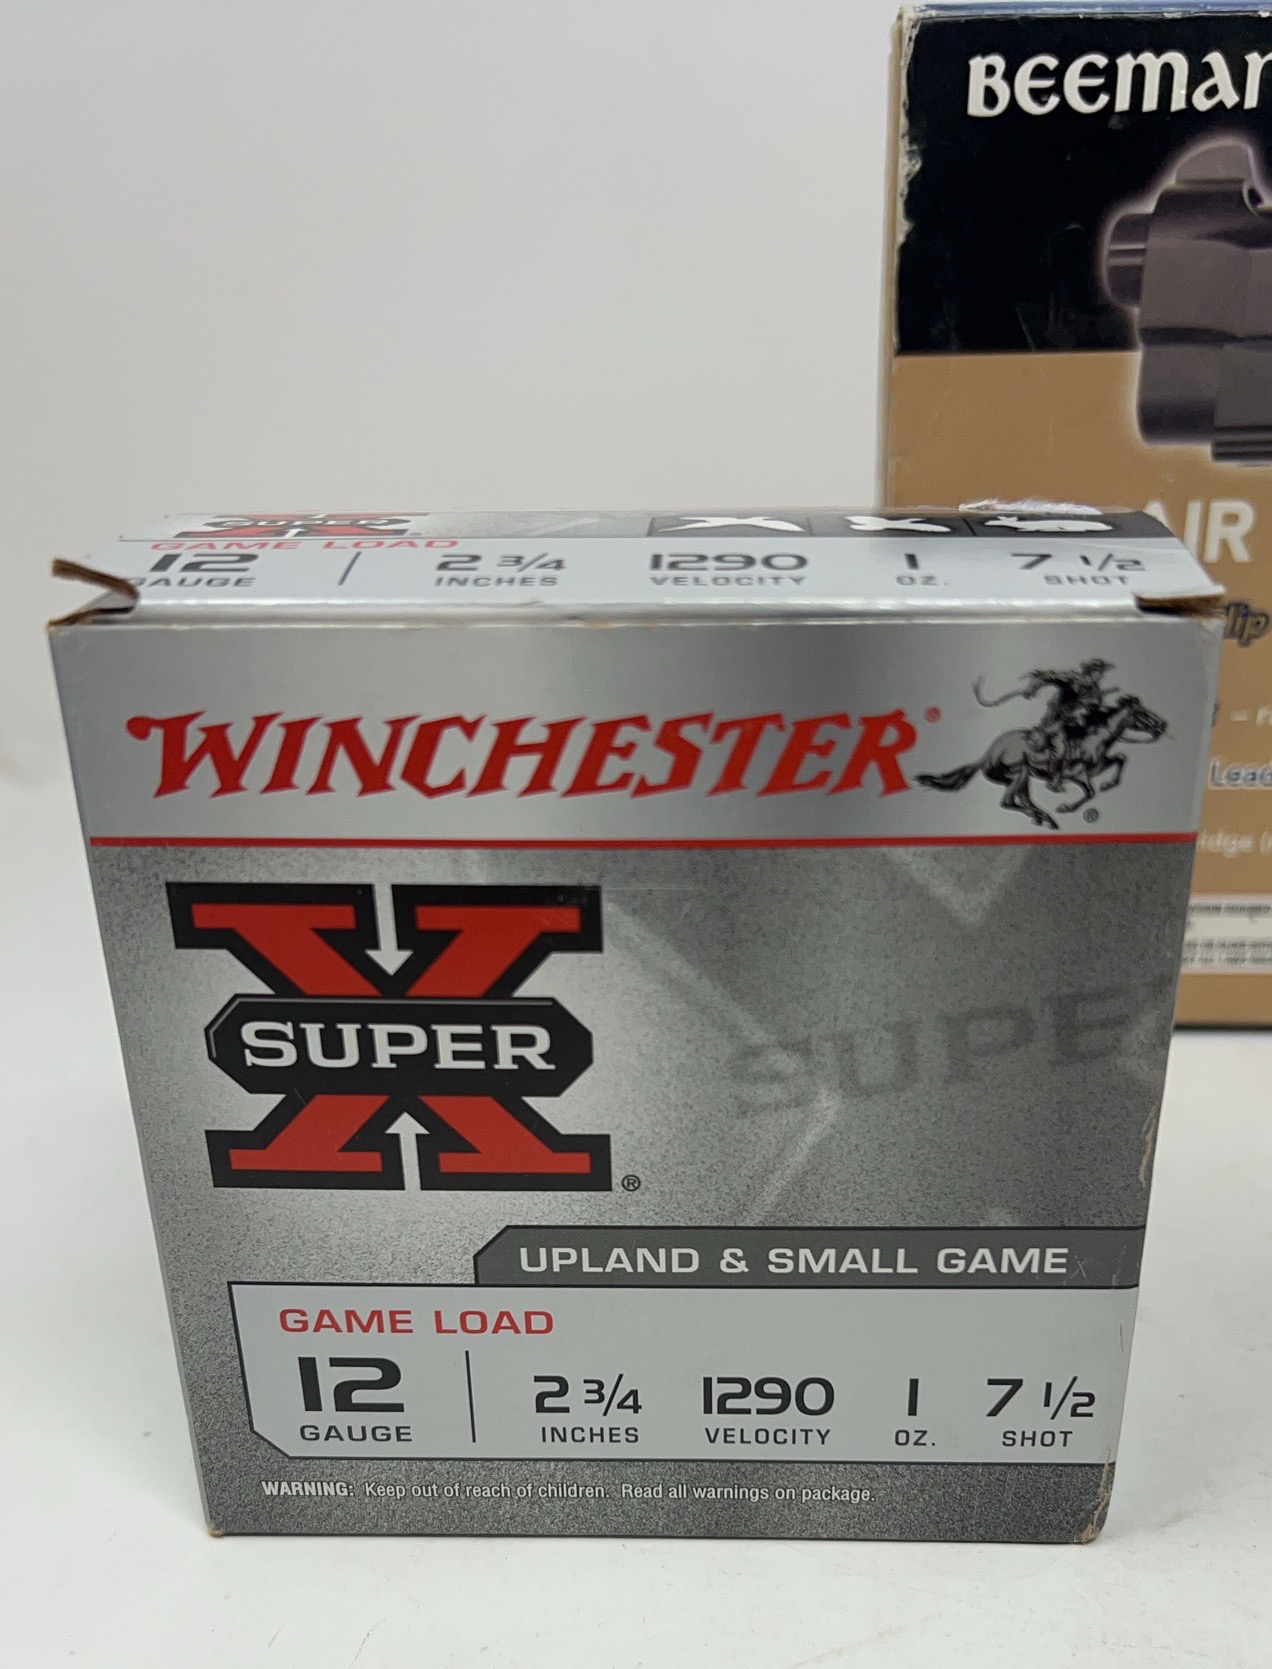 BEEMAN
AIR
SUPER
GAME LOAD
12 2 3/4 1290 1 7 1/2
GAUGE INCHES VELOCITY OZ. SHOT
WINCHESTER®
®
X
SUPER
®
SUPE
UPLAND & SMALL GAME
GAME LOAD
12 2 3/4 1290 1 7 1/2
GAUGE INCHES VELOCITY OZ. SHOT
WARNING: Keep out of reach of children. Read all warnings on package.